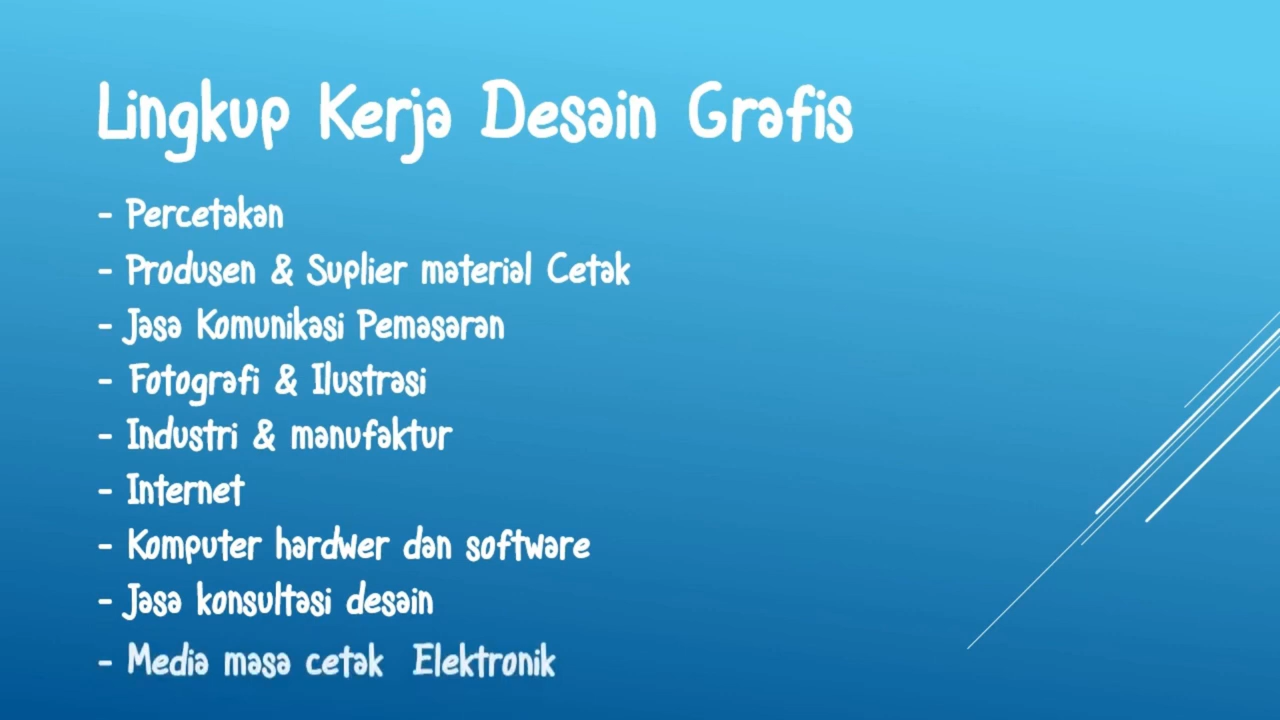 Lingkup Kerja Desain Grafis
- Percetakan
- Produsen & Suplier material Cetak
- Jasa Komunikasi Pemasaran
- Fotografi & Ilustrasi
- Industri & manufaktur
- Internet
- Komputer hardwer dan software
- Jasa konsultasi desain
- Media masa cetak Elektronik